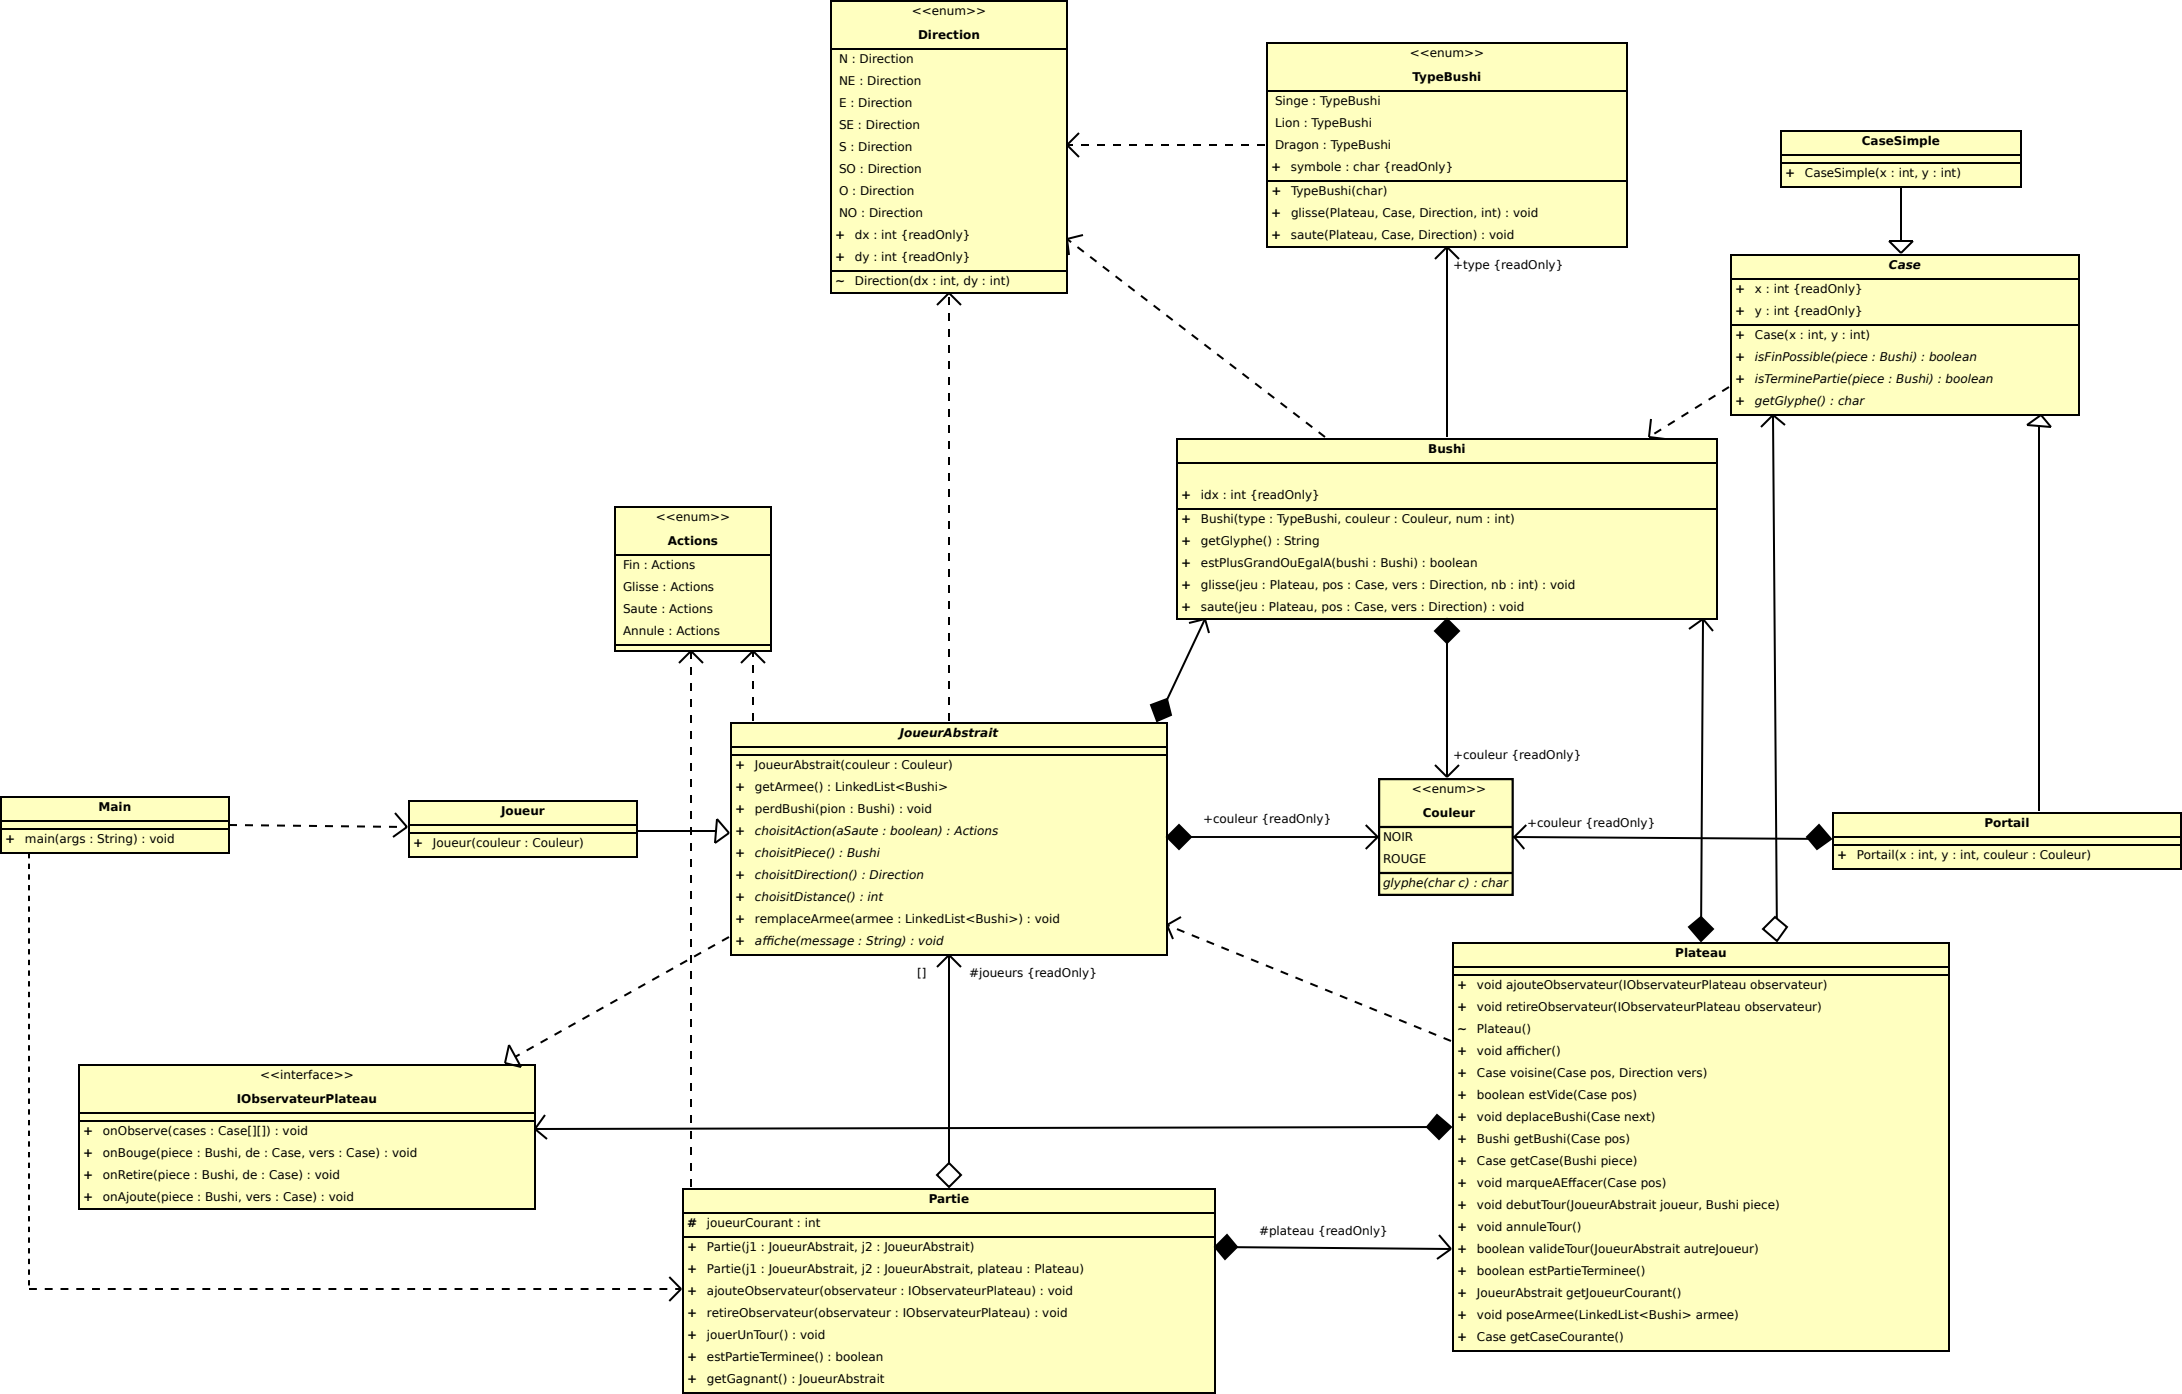 <<enum>>
Direction
N : Direction
NE : Direction
E : Direction
SE : Direction
S : Direction
SO : Direction
O : Direction
NO : Direction
+ dx : int {readOnly}
+ dy : int {readOnly}
~ Direction(dx : int, dy : int)
<<enum>>
TypeBushi
Singe : TypeBushi
Lion : TypeBushi
Dragon : TypeBushi
+ symbole : char {readOnly}
+ TypeBushi(char)
+ glisse(Plateau, Case, Direction, int) : void
+ saute(Plateau, Case, Direction) : void
+type {readOnly}
CaseSimple
+ CaseSimple(x : int, y : int)
Case
+ x : int {readOnly}
+ y : int {readOnly}
+ Case(x : int, y : int)
+ isFinPossible(piece : Bushi) : boolean
+ isTerminePartie(piece : Bushi) : boolean
+ getGlyphe() : char
Bushi
+ idx : int {readOnly}
+ Bushi(type : TypeBushi, couleur : Couleur, num : int)
+ getGlyphe() : String
+ estPlusGrandOuEgalA(bushi : Bushi) : boolean
+ glisse(jeu : Plateau, pos : Case, vers : Direction, nb : int) : void
+ saute(jeu : Plateau, pos : Case, vers : Direction) : void
<<enum>>
Actions
Fin : Actions
Glisse : Actions
Saute : Actions
Annule : Actions
JoueurAbstrait
+ JoueurAbstrait(couleur : Couleur)
+ getArmee() : LinkedList<Bushi>
+ perdBushi(pion : Bushi) : void
+ choisitAction(aSaute : boolean) : Actions
+ choisitPiece() : Bushi
+ choisitDirection() : Direction
+ choisitDistance() : int
+ remplaceArmee(armee : LinkedList<Bushi>) : void
+ affiche(message : String) : void
Main
+ main(args : String) : void
Joueur
+ Joueur(couleur : Couleur)
+couleur {readOnly}
+couleur {readOnly}
+couleur {readOnly}
<<enum>>
Couleur
NOIR
ROUGE
glyphe(char c) : char
Portail
+ Portail(x : int, y : int, couleur : Couleur)
[] #joueurs {readOnly}
<<interface>>
IObservateurPlateau
+ onObserve(cases : Case[][]) : void
+ onBouge(piece : Bushi, de : Case, vers : Case) : void
+ onRetire(piece : Bushi, de : Case) : void
+ onAjoute(piece : Bushi, vers : Case) : void
Partie
# joueurCourant : int
+ Partie(j1 : JoueurAbstrait, j2 : JoueurAbstrait)
+ Partie(j1 : JoueurAbstrait, j2 : JoueurAbstrait, plateau : Plateau)
+ ajouteObservateur(observateur : IObservateurPlateau) : void
+ retireObservateur(observateur : IObservateurPlateau) : void
+ jouerUnTour() : void
+ estPartieTerminee() : boolean
+ getGagnant() : JoueurAbstrait
#plateau {readOnly}
Plateau
+ void ajouteObservateur(IObservateurPlateau observateur)
+ void retireObservateur(IObservateurPlateau observateur)
~ Plateau()
+ void afficher()
+ Case voisine(Case pos, Direction vers)
+ boolean estVide(Case pos)
+ void deplaceBushi(Case next)
+ Bushi getBushi(Case pos)
+ Case getCase(Bushi piece)
+ void marqueAEffacer(Case pos)
+ void debutTour(JoueurAbstrait joueur, Bushi piece)
+ void annuleTour()
+ boolean valideTour(JoueurAbstrait autreJoueur)
+ boolean estPartieTerminee()
+ JoueurAbstrait getJoueurCourant()
+ void poseArmee(LinkedList<Bushi> armee)
+ Case getCaseCourante()